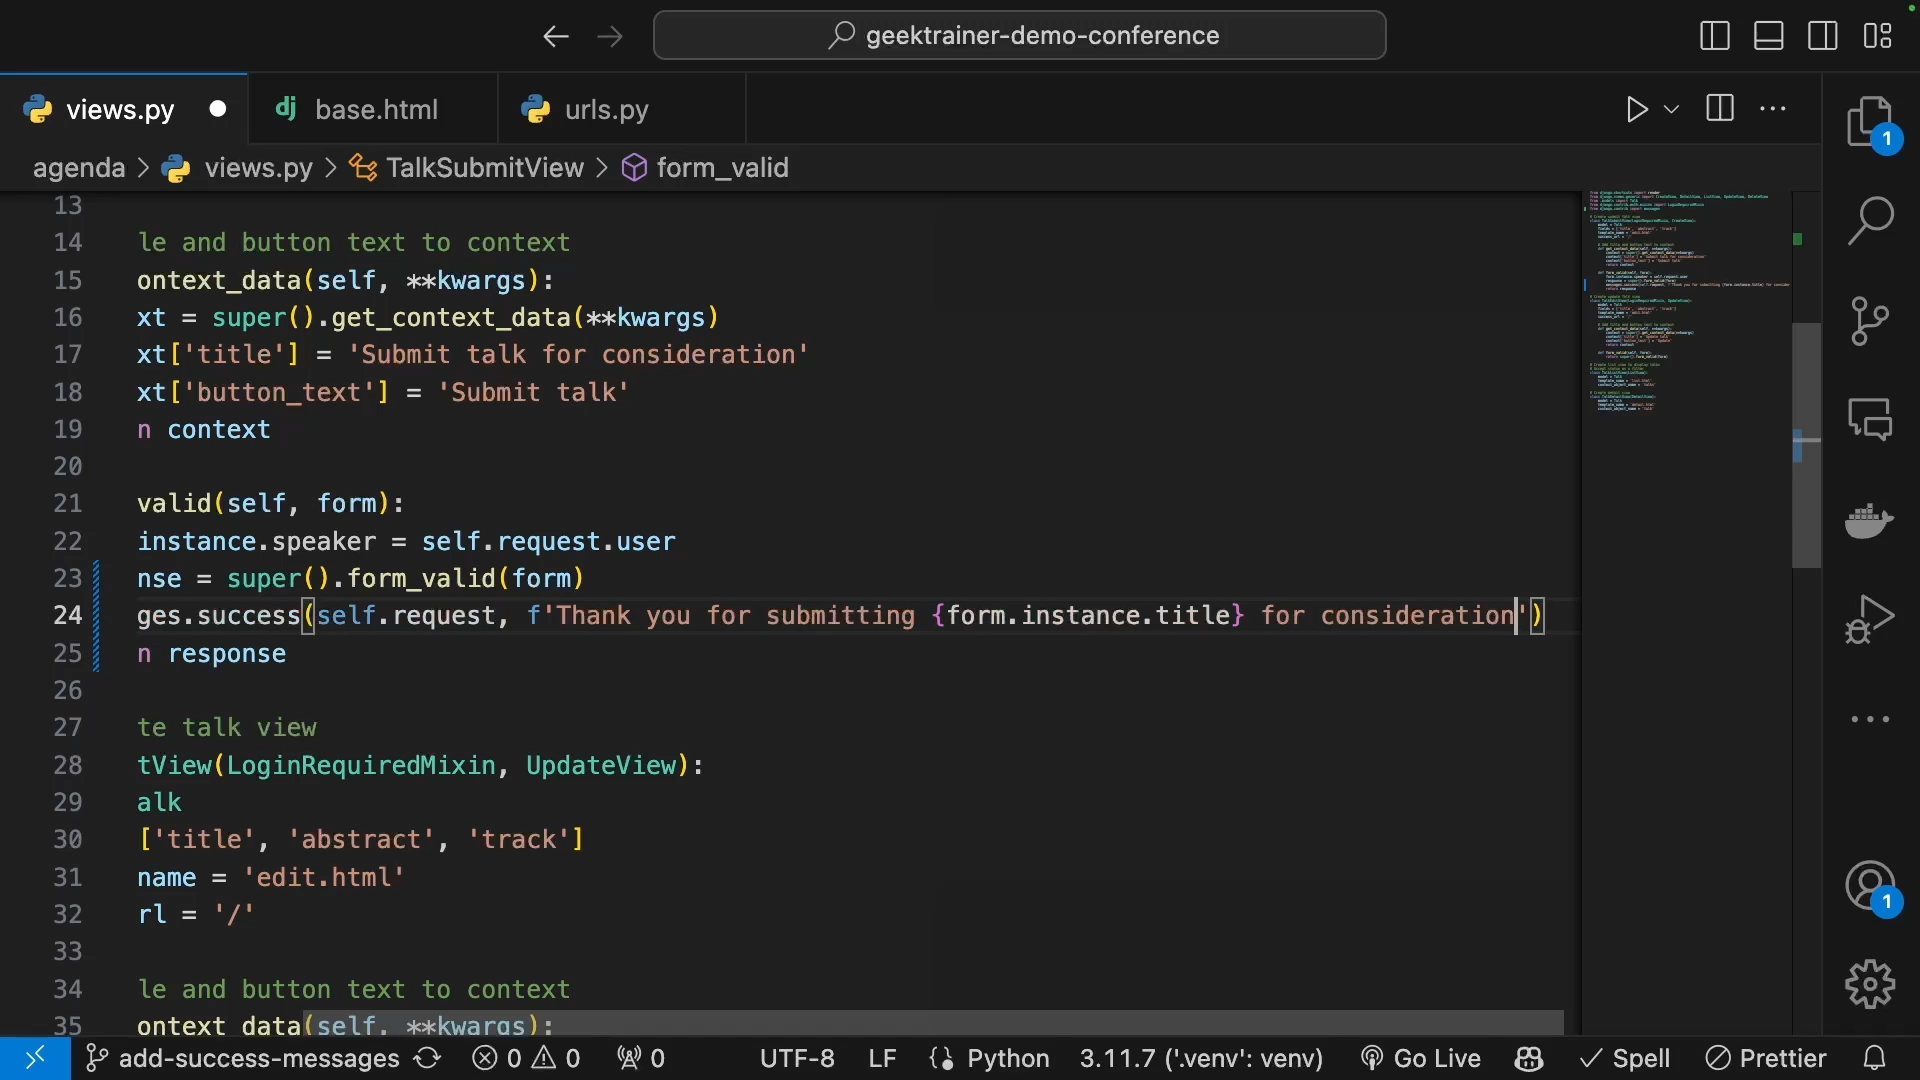 geektrainer-demo-conference
views.py
base.html
urls.py
agenda > views.py > TalkSubmitView > form_valid
1
13
14 le and button text to context
15 ontext_data(self, **kwargs):
16 xt = super().get_context_data(**kwargs)
17 xt['title'] = 'Submit talk for consideration'
18 xt['button_text'] = 'Submit talk'
19 n context
20
21 valid(self, form):
22 instance.speaker = self.request.user
23 nse = super().form_valid(form)
24 ges.success(self.request, f'Thank you for submitting {form.instance.title} for consideration')
25 n response
26
27 te talk view
28 tView(LoginRequiredMixin, UpdateView):
29 alk
30 ['title', 'abstract', 'track']
31 name = 'edit.html'
32 rl = '/'
33
34 le and button text to context
35 ontext_data(self, **kwargs):
1
add-success-messages 0 0 0 UTF-8 LF Python 3.11.7 ('.venv': venv) Go Live Spell Prettier